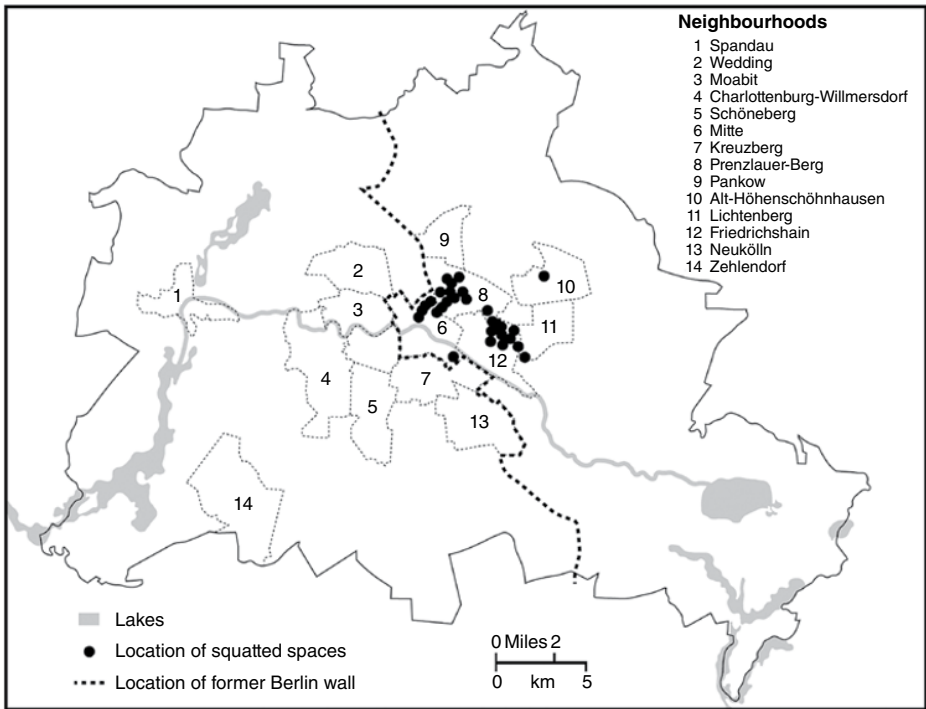 Neighbourhoods
1 Spandau
2 Wedding
3 Moabit
4 Charlottenburg-Willmersdorf
5 Schöneberg
6 Mitte
7 Kreuzberg
8 Prenzlauer-Berg
9 Pankow
10 Alt-Höhenschöhnhausen
11 Lichtenberg
12 Friedrichshain
13 Neukölln
14 Zehlendorf
9
2
10
1
8
3
6
11
12
4
7
5
13
14
Lakes
Location of squatted spaces
Location of former Berlin wall
0 Miles 2
0 km 5